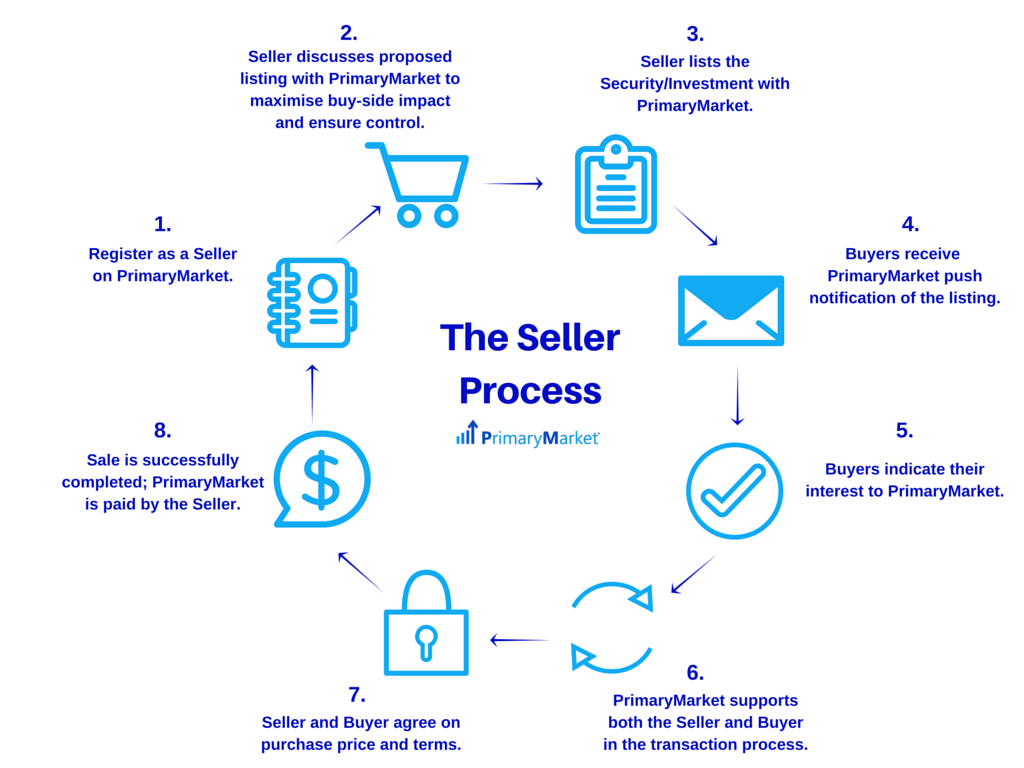 2.
Seller discusses proposed
listing with PrimaryMarket to
maximise buy-side impact
and ensure control.
3.
Seller lists the
Security/Investment with
PrimaryMarket.
1.
Register as a Seller
on PrimaryMarket.
4.
Buyers receive
PrimaryMarket push
notification of the listing.
The Seller
Process
PrimaryMarket
8.
Sale is successfully
completed; PrimaryMarket
is paid by the Seller.
$
5.
Buyers indicate their
interest to PrimaryMarket.
7.
Seller and Buyer agree on
purchase price and terms.
6.
PrimaryMarket supports
both the Seller and Buyer
in the transaction process.